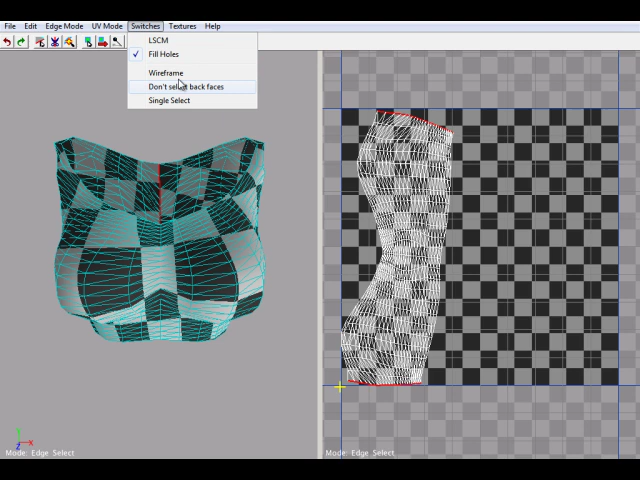 File Edit Edge Mode UV Mode Switches Textures Help
LSCM
Fill Holes
Wireframe
Don't select back faces
Single Select
Y
X
Z
Mode: Edge Select
Mode: Edge Select